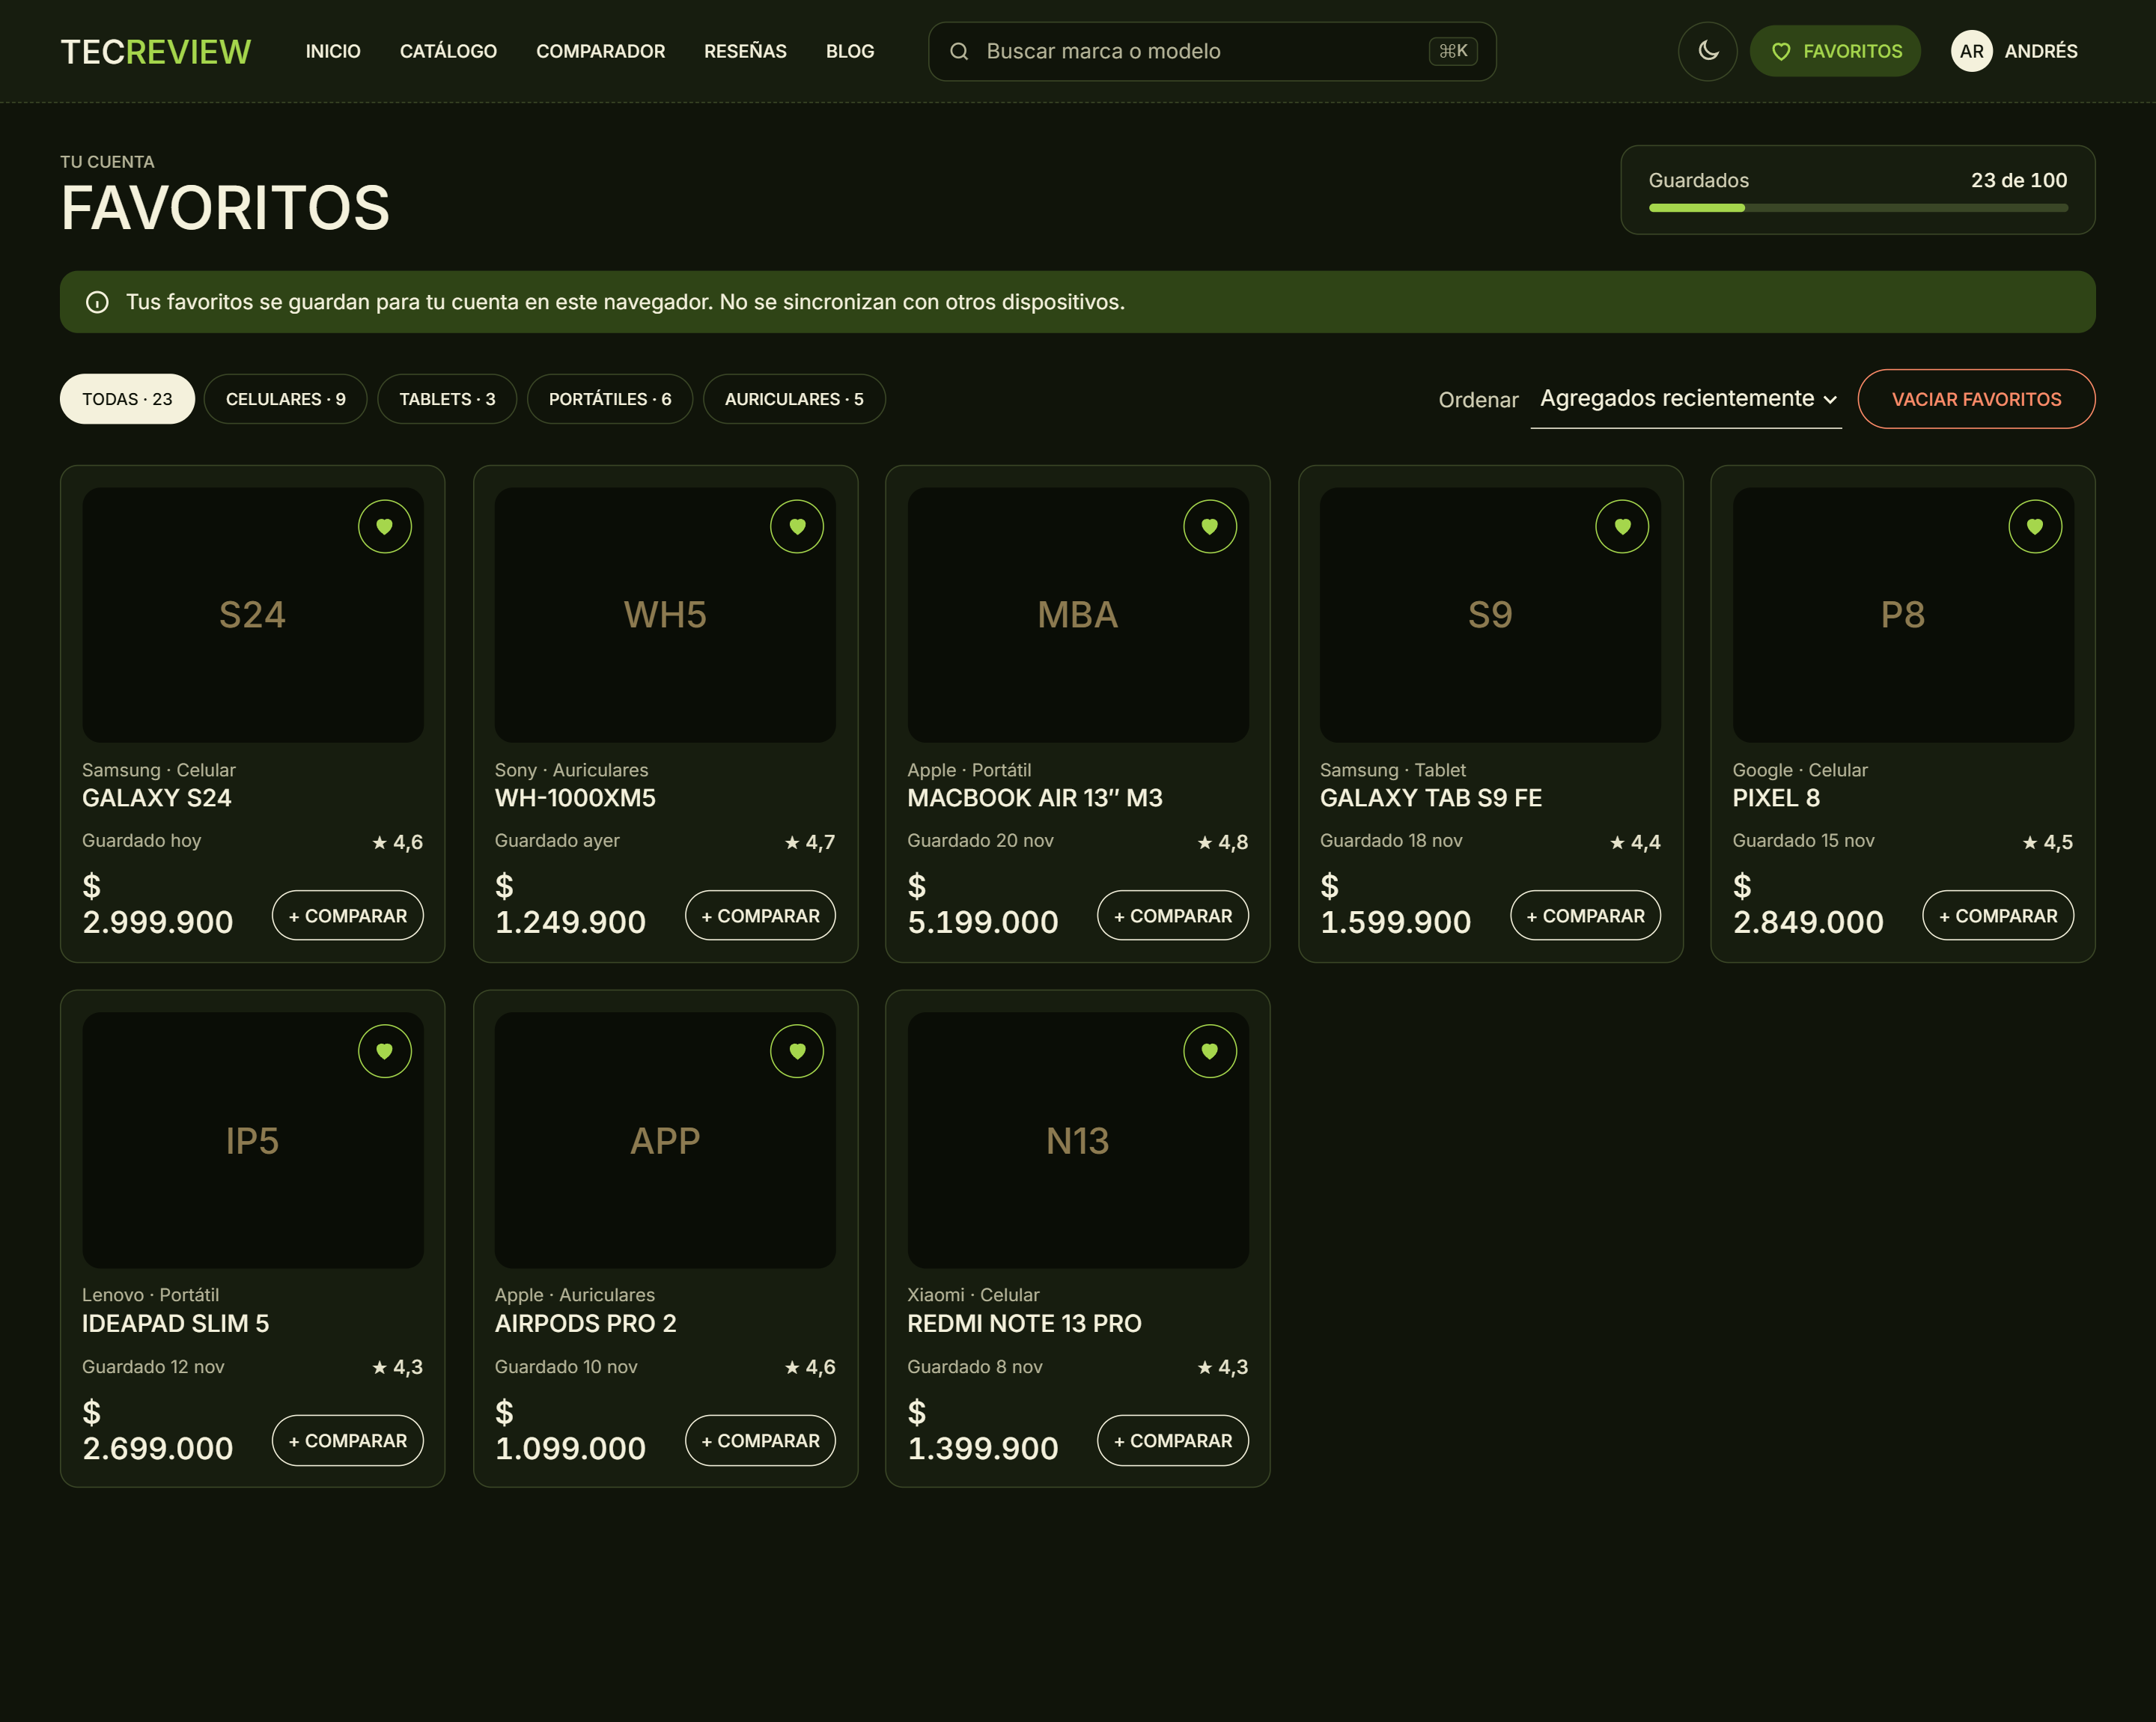 TECREVIEW
INICIO
CATÁLOGO
COMPARADOR
RESEÑAS
BLOG
Buscar marca o modelo
⌘K
FAVORITOS
AR
ANDRÉS
TU CUENTA
FAVORITOS
Guardados
23 de 100
Tus favoritos se guardan para tu cuenta en este navegador. No se sincronizan con otros dispositivos.
TODAS · 23
CELULARES · 9
TABLETS · 3
PORTÁTILES · 6
AURICULARES · 5
Ordenar
Agregados recientemente
VACIAR FAVORITOS
S24
Samsung · Celular
GALAXY S24
Guardado hoy
★ 4,6
$
2.999.900
+ COMPARAR
WH5
Sony · Auriculares
WH-1000XM5
Guardado ayer
★ 4,7
$
1.249.900
+ COMPARAR
MBA
Apple · Portátil
MACBOOK AIR 13″ M3
Guardado 20 nov
★ 4,8
$
5.199.000
+ COMPARAR
S9
Samsung · Tablet
GALAXY TAB S9 FE
Guardado 18 nov
★ 4,4
$
1.599.900
+ COMPARAR
P8
Google · Celular
PIXEL 8
Guardado 15 nov
★ 4,5
$
2.849.000
+ COMPARAR
IP5
Lenovo · Portátil
IDEAPAD SLIM 5
Guardado 12 nov
★ 4,3
$
2.699.000
+ COMPARAR
APP
Apple · Auriculares
AIRPODS PRO 2
Guardado 10 nov
★ 4,6
$
1.099.000
+ COMPARAR
N13
Xiaomi · Celular
REDMI NOTE 13 PRO
Guardado 8 nov
★ 4,3
$
1.399.900
+ COMPARAR